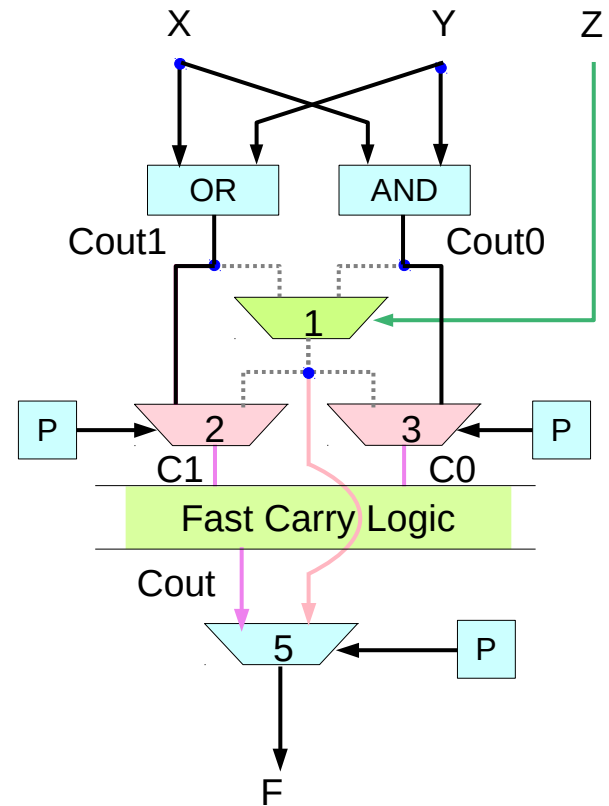 X Y Z
OR AND
Cout1 Cout0
1
P 2 3 P
C1 C0
Fast Carry Logic
Cout
5 P
F